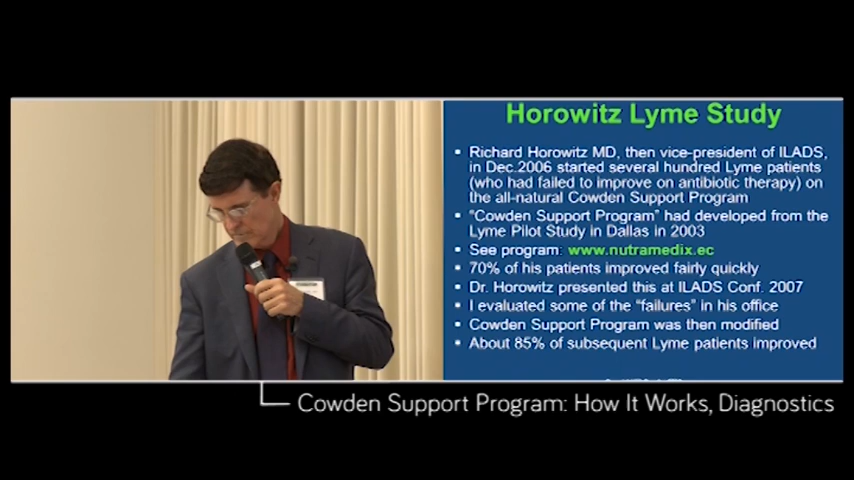 Horowitz Lyme Study
• Richard Horowitz MD, then vice-president of ILADS,
in Dec.2006 started several hundred Lyme patients
(who had failed to improve on antibiotic therapy) on
the all-natural Cowden Support Program
• “Cowden Support Program” had developed from the
Lyme Pilot Study in Dallas in 2003
• See program: www.nutramedix.ec
• 70% of his patients improved fairly quickly
• Dr. Horowitz presented this at ILADS Conf. 2007
• I evaluated some of the “failures” in his office
• Cowden Support Program was then modified
• About 85% of subsequent Lyme patients improved
Cowden Support Program: How It Works, Diagnostics